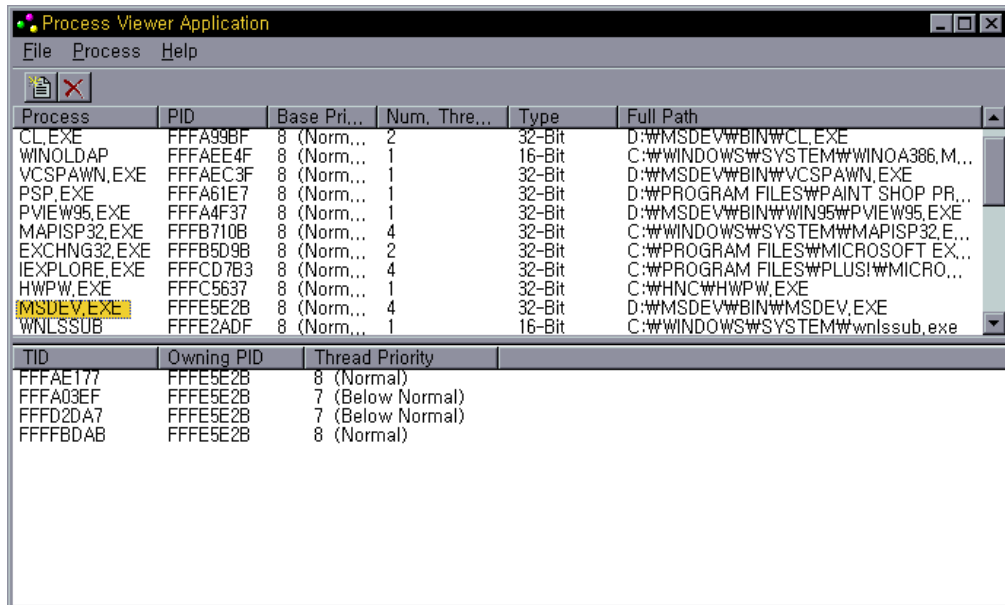 Process Viewer Application
File Process Help
Process PID Base Pri... Num. Thre... Type Full Path
CL.EXE FFFA99BF 8 (Norm... 2 32-Bit D:₩MSDEV₩BIN₩CL.EXE
WINOLDAP FFFAEE4F 8 (Norm... 1 16-Bit C:₩WINDOWS₩SYSTEM₩WINOA386.M...
VCSPAWN.EXE FFFAEC3F 8 (Norm... 1 32-Bit D:₩MSDEV₩BIN₩VCSPAWN.EXE
PSP.EXE FFFA61E7 8 (Norm... 1 32-Bit D:₩PROGRAM FILES₩PAINT SHOP PR...
PVIEW95.EXE FFFA4F37 8 (Norm... 1 32-Bit D:₩MSDEV₩BIN₩WIN95₩PVIEW95.EXE
MAPISP32.EXE FFFB710B 8 (Norm... 4 32-Bit C:₩WINDOWS₩SYSTEM₩MAPISP32.E...
EXCHNG32.EXE FFFB5D9B 8 (Norm... 2 32-Bit C:₩PROGRAM FILES₩MICROSOFT EX...
IEXPLORE.EXE FFFCD7B3 8 (Norm... 4 32-Bit C:₩PROGRAM FILES₩PLUS!₩MICRO...
HWPW.EXE FFFC5637 8 (Norm... 1 32-Bit C:₩HNC₩HWPW.EXE
MSDEV.EXE FFFE5E2B 8 (Norm... 4 32-Bit D:₩MSDEV₩BIN₩MSDEV.EXE
WNLSSUB FFFE2ADF 8 (Norm... 1 16-Bit C:₩WINDOWS₩SYSTEM₩wnlssub.exe
TID Owning PID Thread Priority
FFFAE177 FFFE5E2B 8 (Normal)
FFFA03EF FFFE5E2B 7 (Below Normal)
FFFD2DA7 FFFE5E2B 7 (Below Normal)
FFFFBDAB FFFE5E2B 8 (Normal)